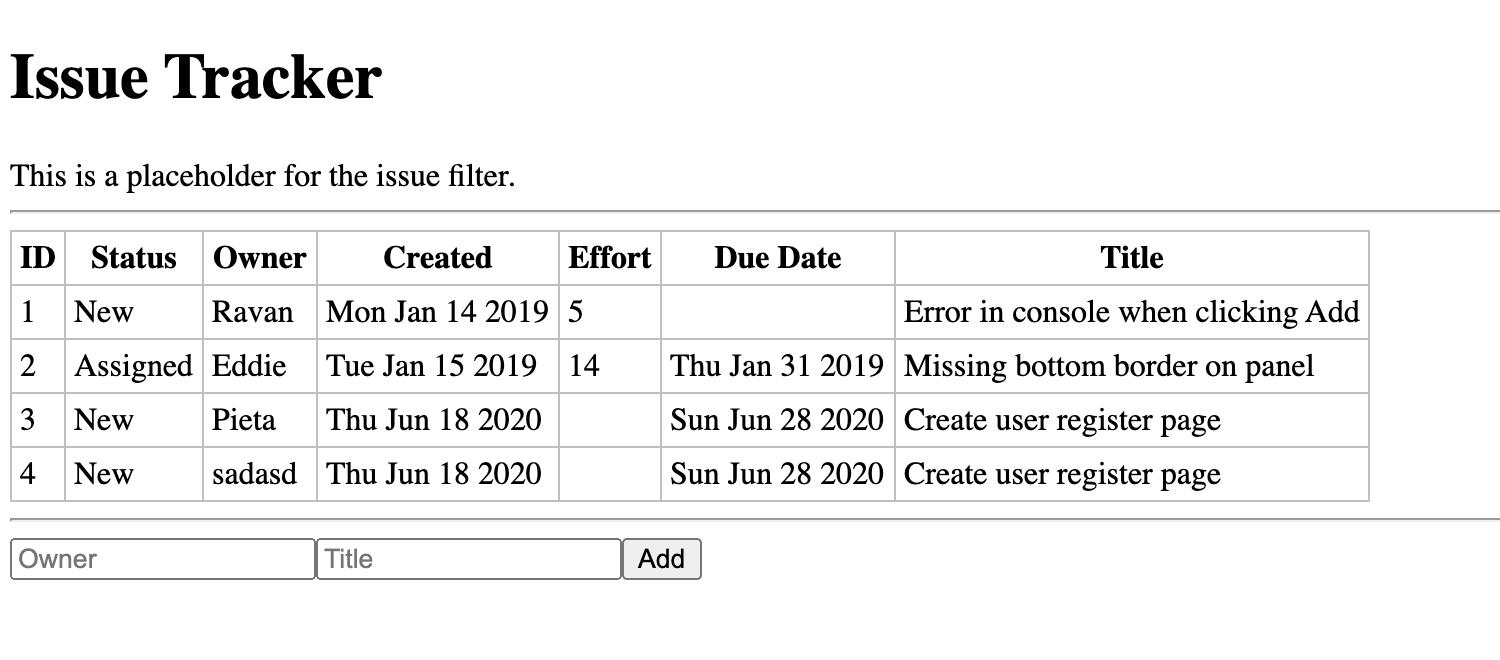 Issue Tracker
This is a placeholder for the issue filter.
ID Status Owner Created Effort Due Date Title
1 New Ravan Mon Jan 14 2019 5 Error in console when clicking Add
2 Assigned Eddie Tue Jan 15 2019 14 Thu Jan 31 2019 Missing bottom border on panel
3 New Pieta Thu Jun 18 2020 Sun Jun 28 2020 Create user register page
4 New sadasd Thu Jun 18 2020 Sun Jun 28 2020 Create user register page
Owner Title Add